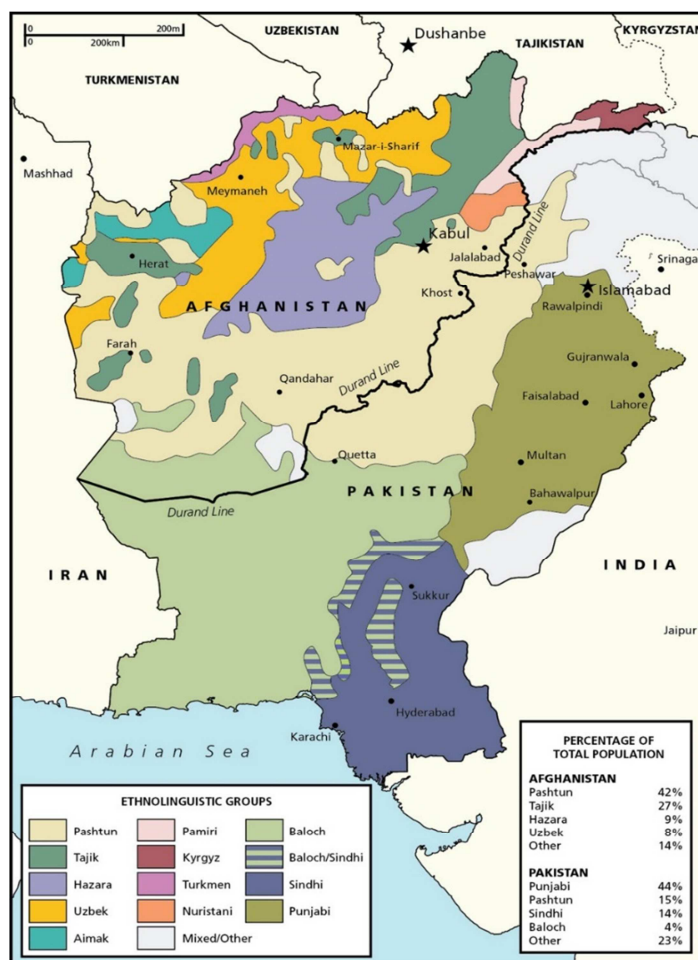 0 200m
0 200km
UZBEKISTAN
Dushanbe
TAJIKISTAN
KYRGYZSTAN
TURKMENISTAN
Mashhad
Mazar-i-Sharif
Meymaneh
Herat
Kabul
Jalalabad
Durand Line
Peshawar
Srinaga
Khost
Islamabad
Rawalpindi
AFGHANISTAN
Farah
Qandahar
Durand Line
Gujranwala
Faisalabad
Lahore
Quetta
Multan
PAKISTAN
Bahawalpur
Durand Line
IRAN
INDIA
Sukkur
Jaipur
Hyderabad
Karachi
Arabian Sea
ETHNOLINGUISTIC GROUPS
Pashtun Pamiri Baloch
Tajik Kyrgyz Baloch/Sindhi
Hazara Turkmen Sindhi
Uzbek Nuristani Punjabi
Aimak Mixed/Other
PERCENTAGE OF
TOTAL POPULATION
AFGHANISTAN
Pashtun 42%
Tajik 27%
Hazara 9%
Uzbek 8%
Other 14%
PAKISTAN
Punjabi 44%
Pashtun 15%
Sindhi 14%
Baloch 4%
Other 23%